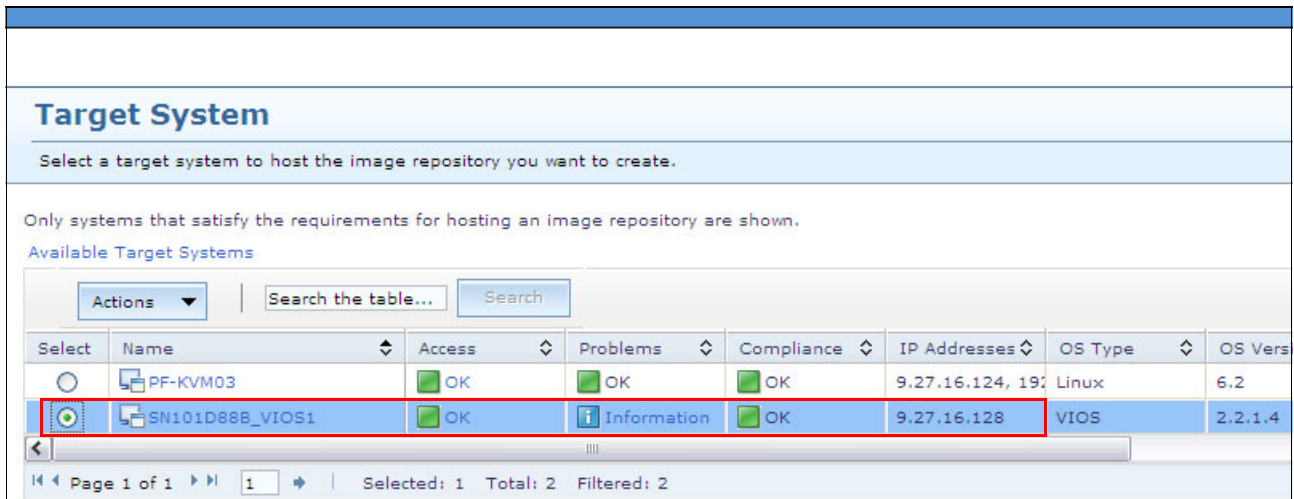 Target System
Select a target system to host the image repository you want to create.
Only systems that satisfy the requirements for hosting an image repository are shown.
Available Target Systems
Actions Search the table... Search
Select Name Access Problems Compliance IP Addresses OS Type OS Versi
PF-KVM03 OK OK OK 9.27.16.124, 192 Linux 6.2
SN101D88B_VIOS1 OK Information OK 9.27.16.128 VIOS 2.2.1.4
Page 1 of 1 1 Selected: 1 Total: 2 Filtered: 2